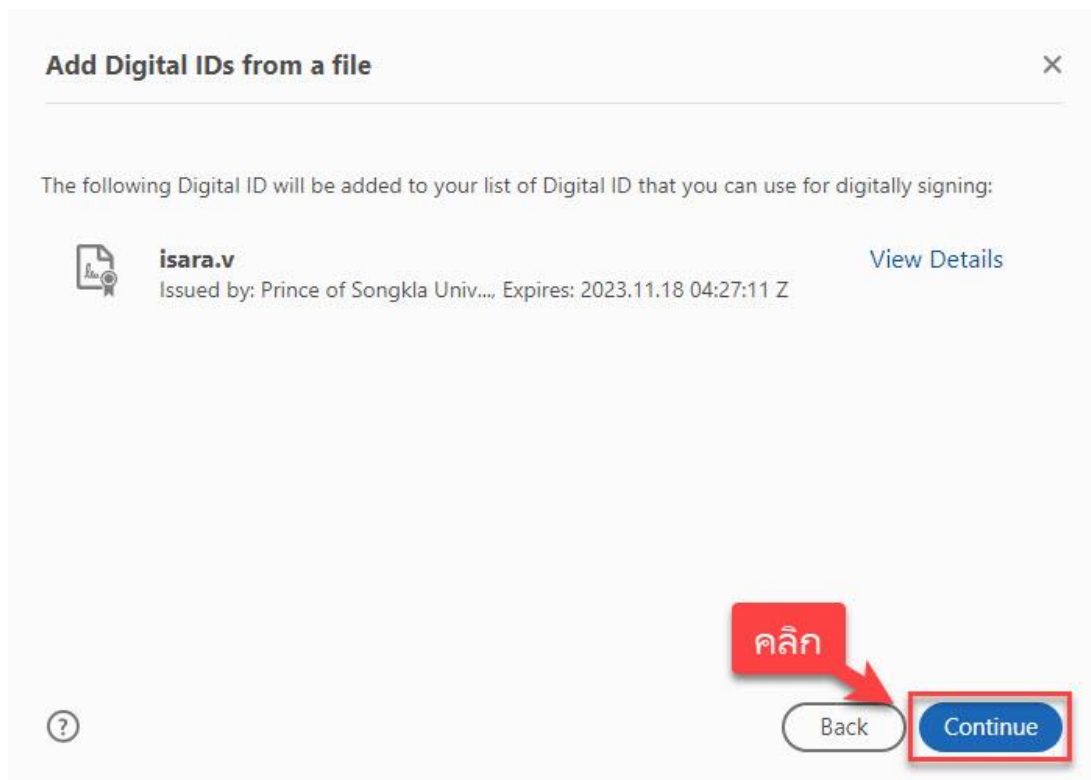 Add Digital IDs from a file
The following Digital ID will be added to your list of Digital ID that you can use for digitally signing:
isara.v
View Details
Issued by: Prince of Songkla Univ..., Expires: 2023.11.18 04:27:11 Z
คลิก
Back
Continue